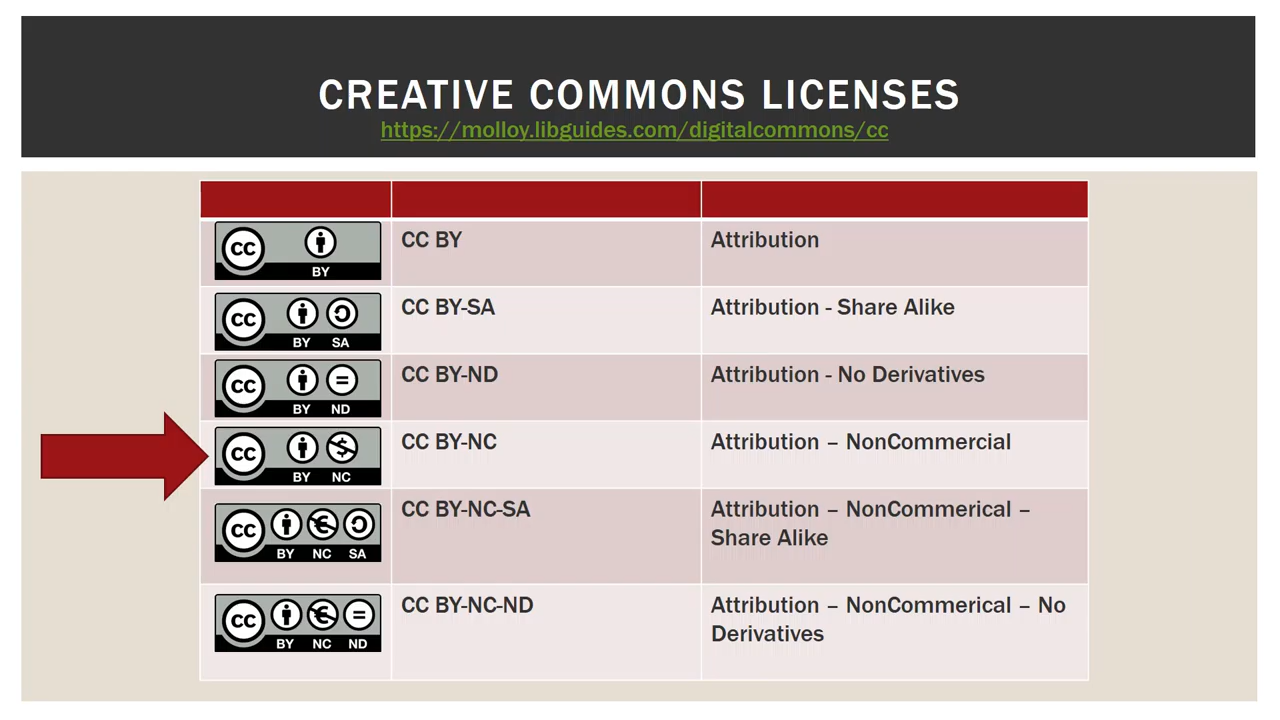 CREATIVE COMMONS LICENSES
https://molloy.libguides.com/digitalcommons/cc
CC BY
CC BY
Attribution
CC BY SA
CC BY-SA
Attribution - Share Alike
CC BY ND
CC BY-ND
Attribution - No Derivatives
CC BY NC
CC BY-NC
Attribution – NonCommercial
CC BY NC SA
CC BY-NC-SA
Attribution – NonCommerical –
Share Alike
CC BY NC ND
CC BY-NC-ND
Attribution – NonCommerical – No
Derivatives